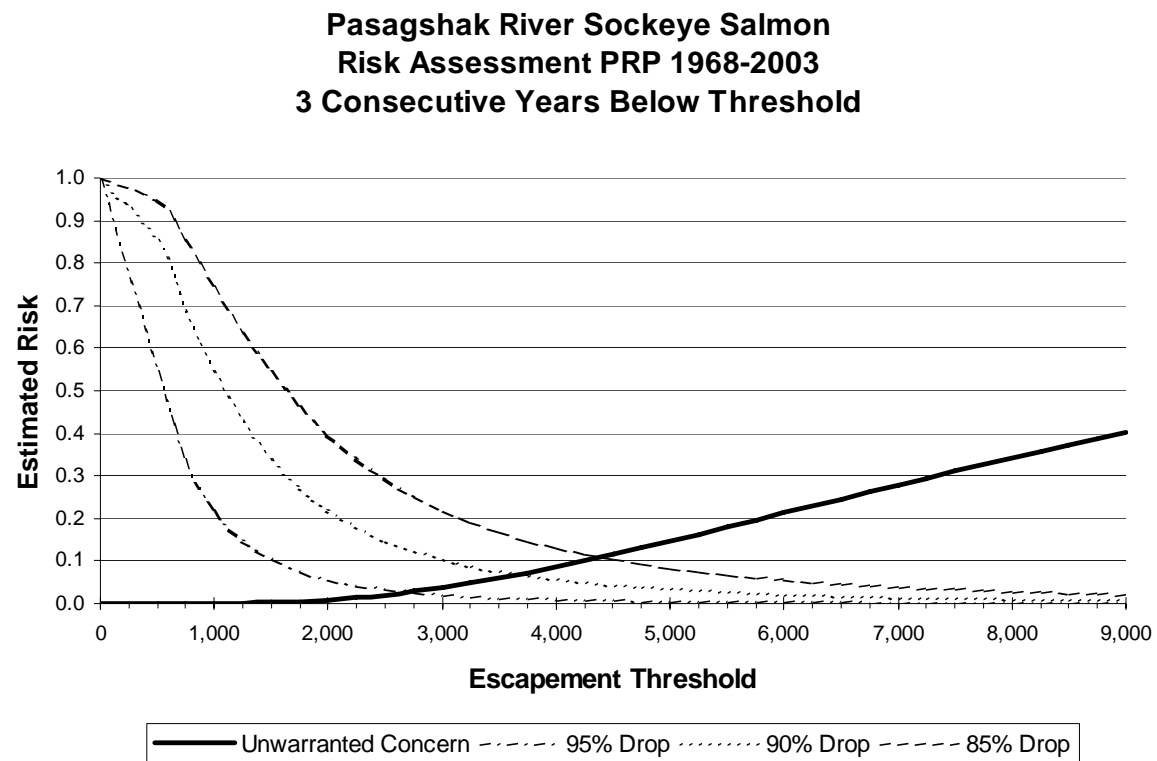 Pasagshak River Sockeye Salmon
Risk Assessment PRP 1968-2003
3 Consecutive Years Below Threshold
1.0
0.9
0.8
0.7
0.6
0.5
0.4
0.3
0.2
0.1
0.0
Estimated Risk
0 1,000 2,000 3,000 4,000 5,000 6,000 7,000 8,000 9,000
Escapement Threshold
Unwarranted Concern 95% Drop 90% Drop 85% Drop